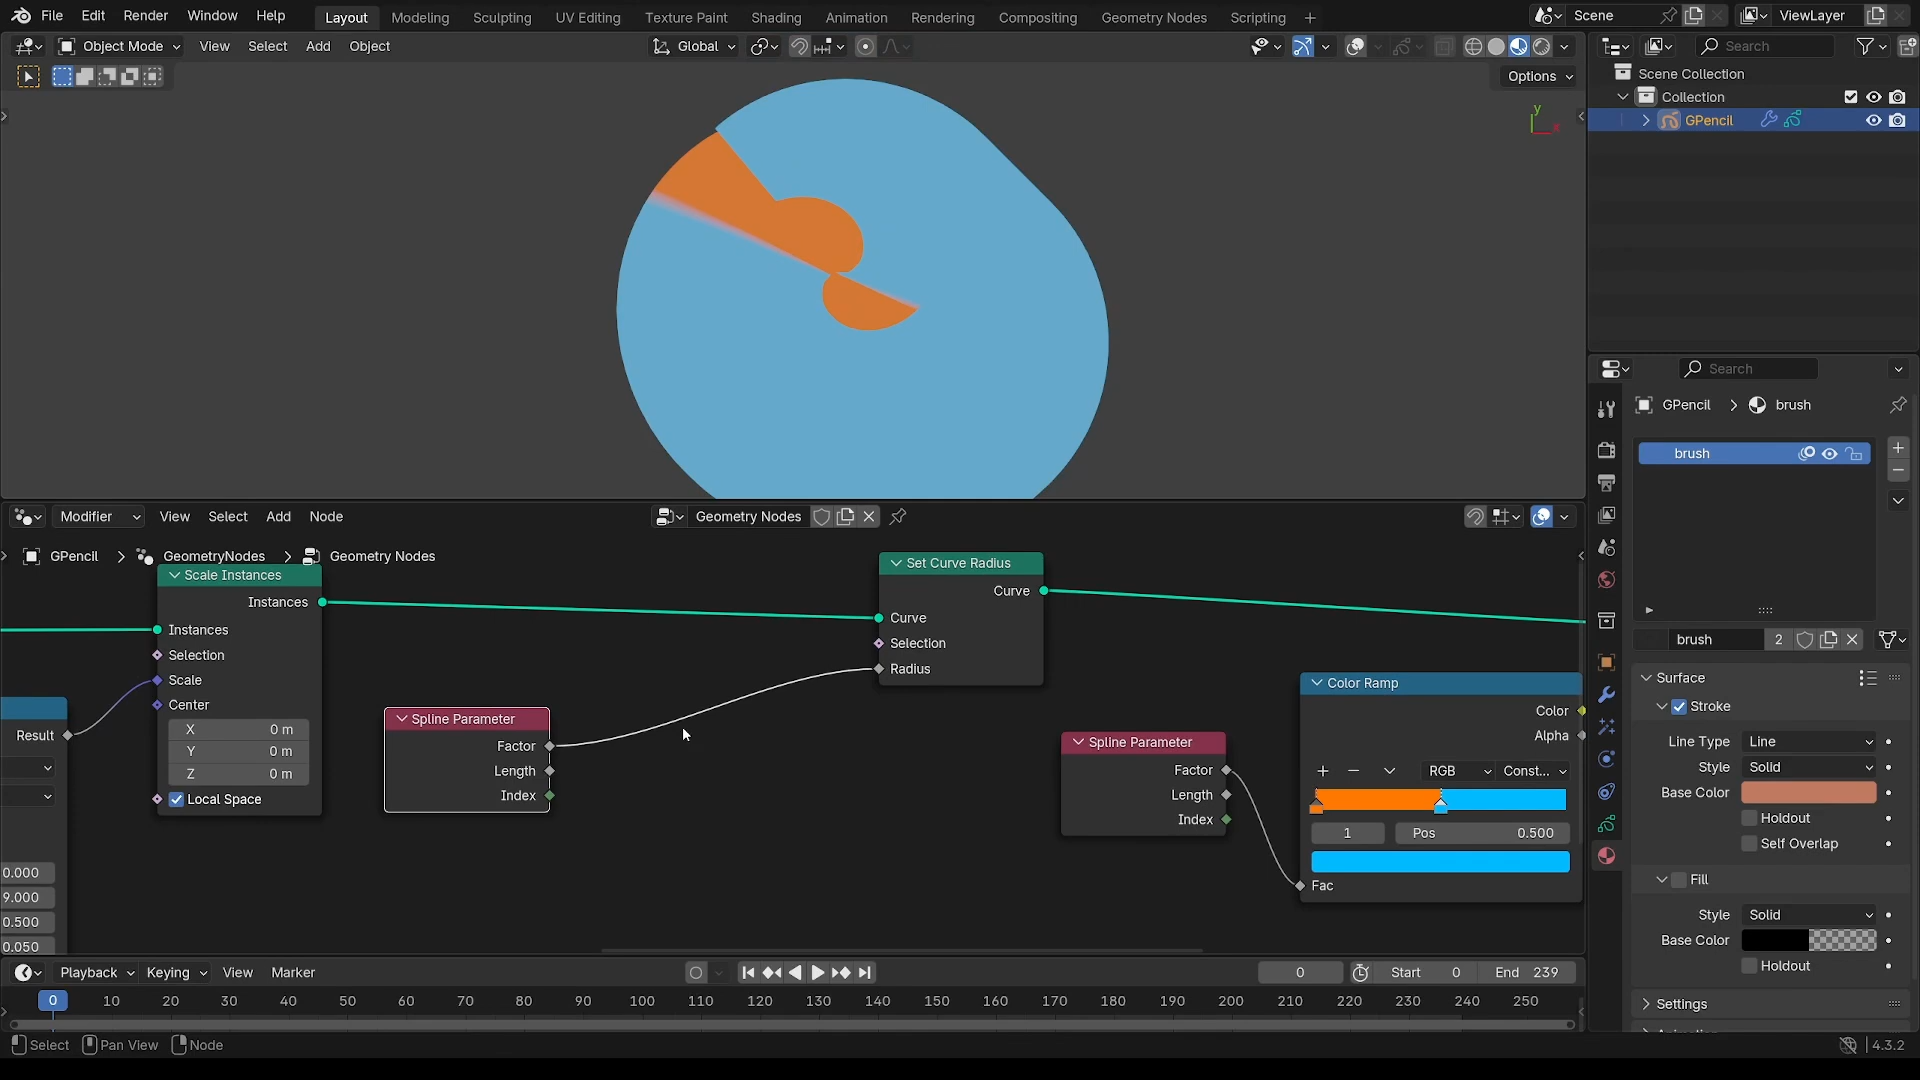 File Edit Render Window Help Layout Modeling Sculpting UV Editing Texture Paint Shading Animation Rendering Compositing Geometry Nodes Scripting + Scene ViewLayer
Object Mode View Select Add Object Global Search
Options
Scene Collection
Collection
GPencil
y
x
Search
GPencil > brush
brush
brush 2
Surface
Stroke
Line Type Line
Style Solid
Base Color
Holdout
Self Overlap
Fill
Style Solid
Base Color
Holdout
Settings
Modifier View Select Add Node Geometry Nodes
GPencil > GeometryNodes > Geometry Nodes
Scale Instances
Instances
Instances
Selection
Scale
Center
X 0 m
Y 0 m
Z 0 m
Local Space
Result
0.000
9.000
0.500
0.050
Spline Parameter
Factor
Length
Index
Set Curve Radius
Curve
Curve
Selection
Radius
Spline Parameter
Factor
Length
Index
Color Ramp
Color
Alpha
RGB Const...
1 Pos 0.500
Fac
Playback Keying View Marker 0 Start 0 End 239
0 10 20 30 40 50 60 70 80 90 100 110 120 130 140 150 160 170 180 190 200 210 220 230 240 250
Select Pan View Node 4.3.2